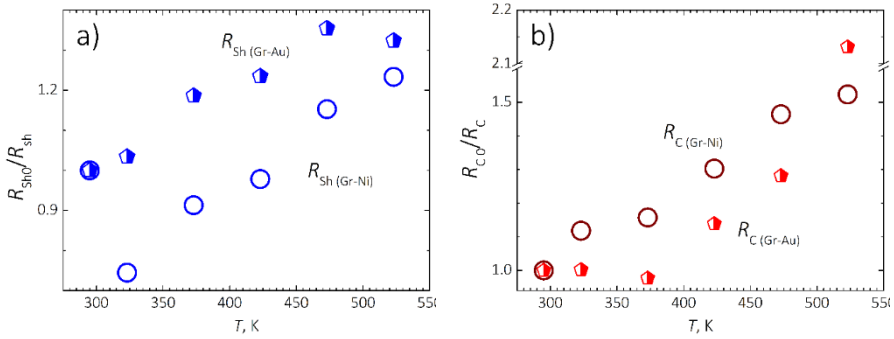 a)
R_Sh (Gr-Au)
R_Sh (Gr-Ni)
1.2
0.9
R_Sh0/R_sh
300 350 400 450 500 550
T, K
b)
2.2
2.1
1.5
1.0
R_C0/R_C
R_C (Gr-Ni)
R_C (Gr-Au)
300 350 400 450 500 550
T, K